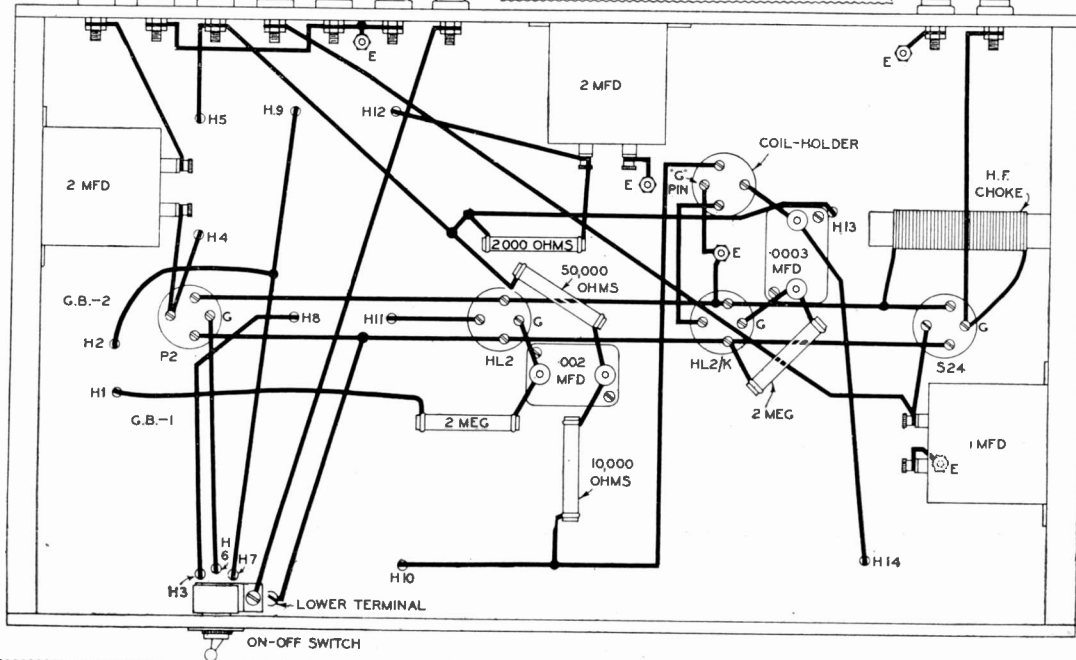 E
E
H5
H.9
H12
2 MFD
COIL-HOLDER
"G"
PIN
E
H.F.
CHOKE
2 MFD
H4
2000 OHMS
H13
E
.0003
MFD
50,000
OHMS
G.B.-2
H2
P2
G
H8
H11
G
HL2
G
HL2/K
G
S24
.002
MFD
H1
G.B.-1
2 MEG
2 MEG
1 MFD
E
10,000
OHMS
H
6
H7
H3
H10
H14
LOWER TERMINAL
ON-OFF SWITCH